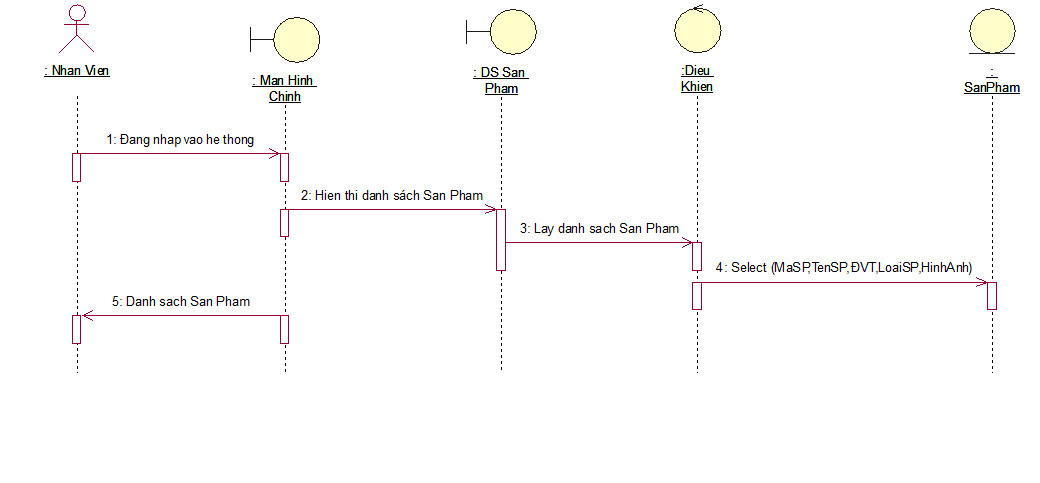 : Nhan Vien
: Man Hinh
Chinh
: DS San
Pham
:Dieu
Khien
:
SanPham
1: Đang nhap vao he thong
2: Hien thi danh sách San Pham
3: Lay danh sach San Pham
4: Select (MaSP,TenSP,ĐVT,LoaiSP,HinhAnh)
5: Danh sach San Pham